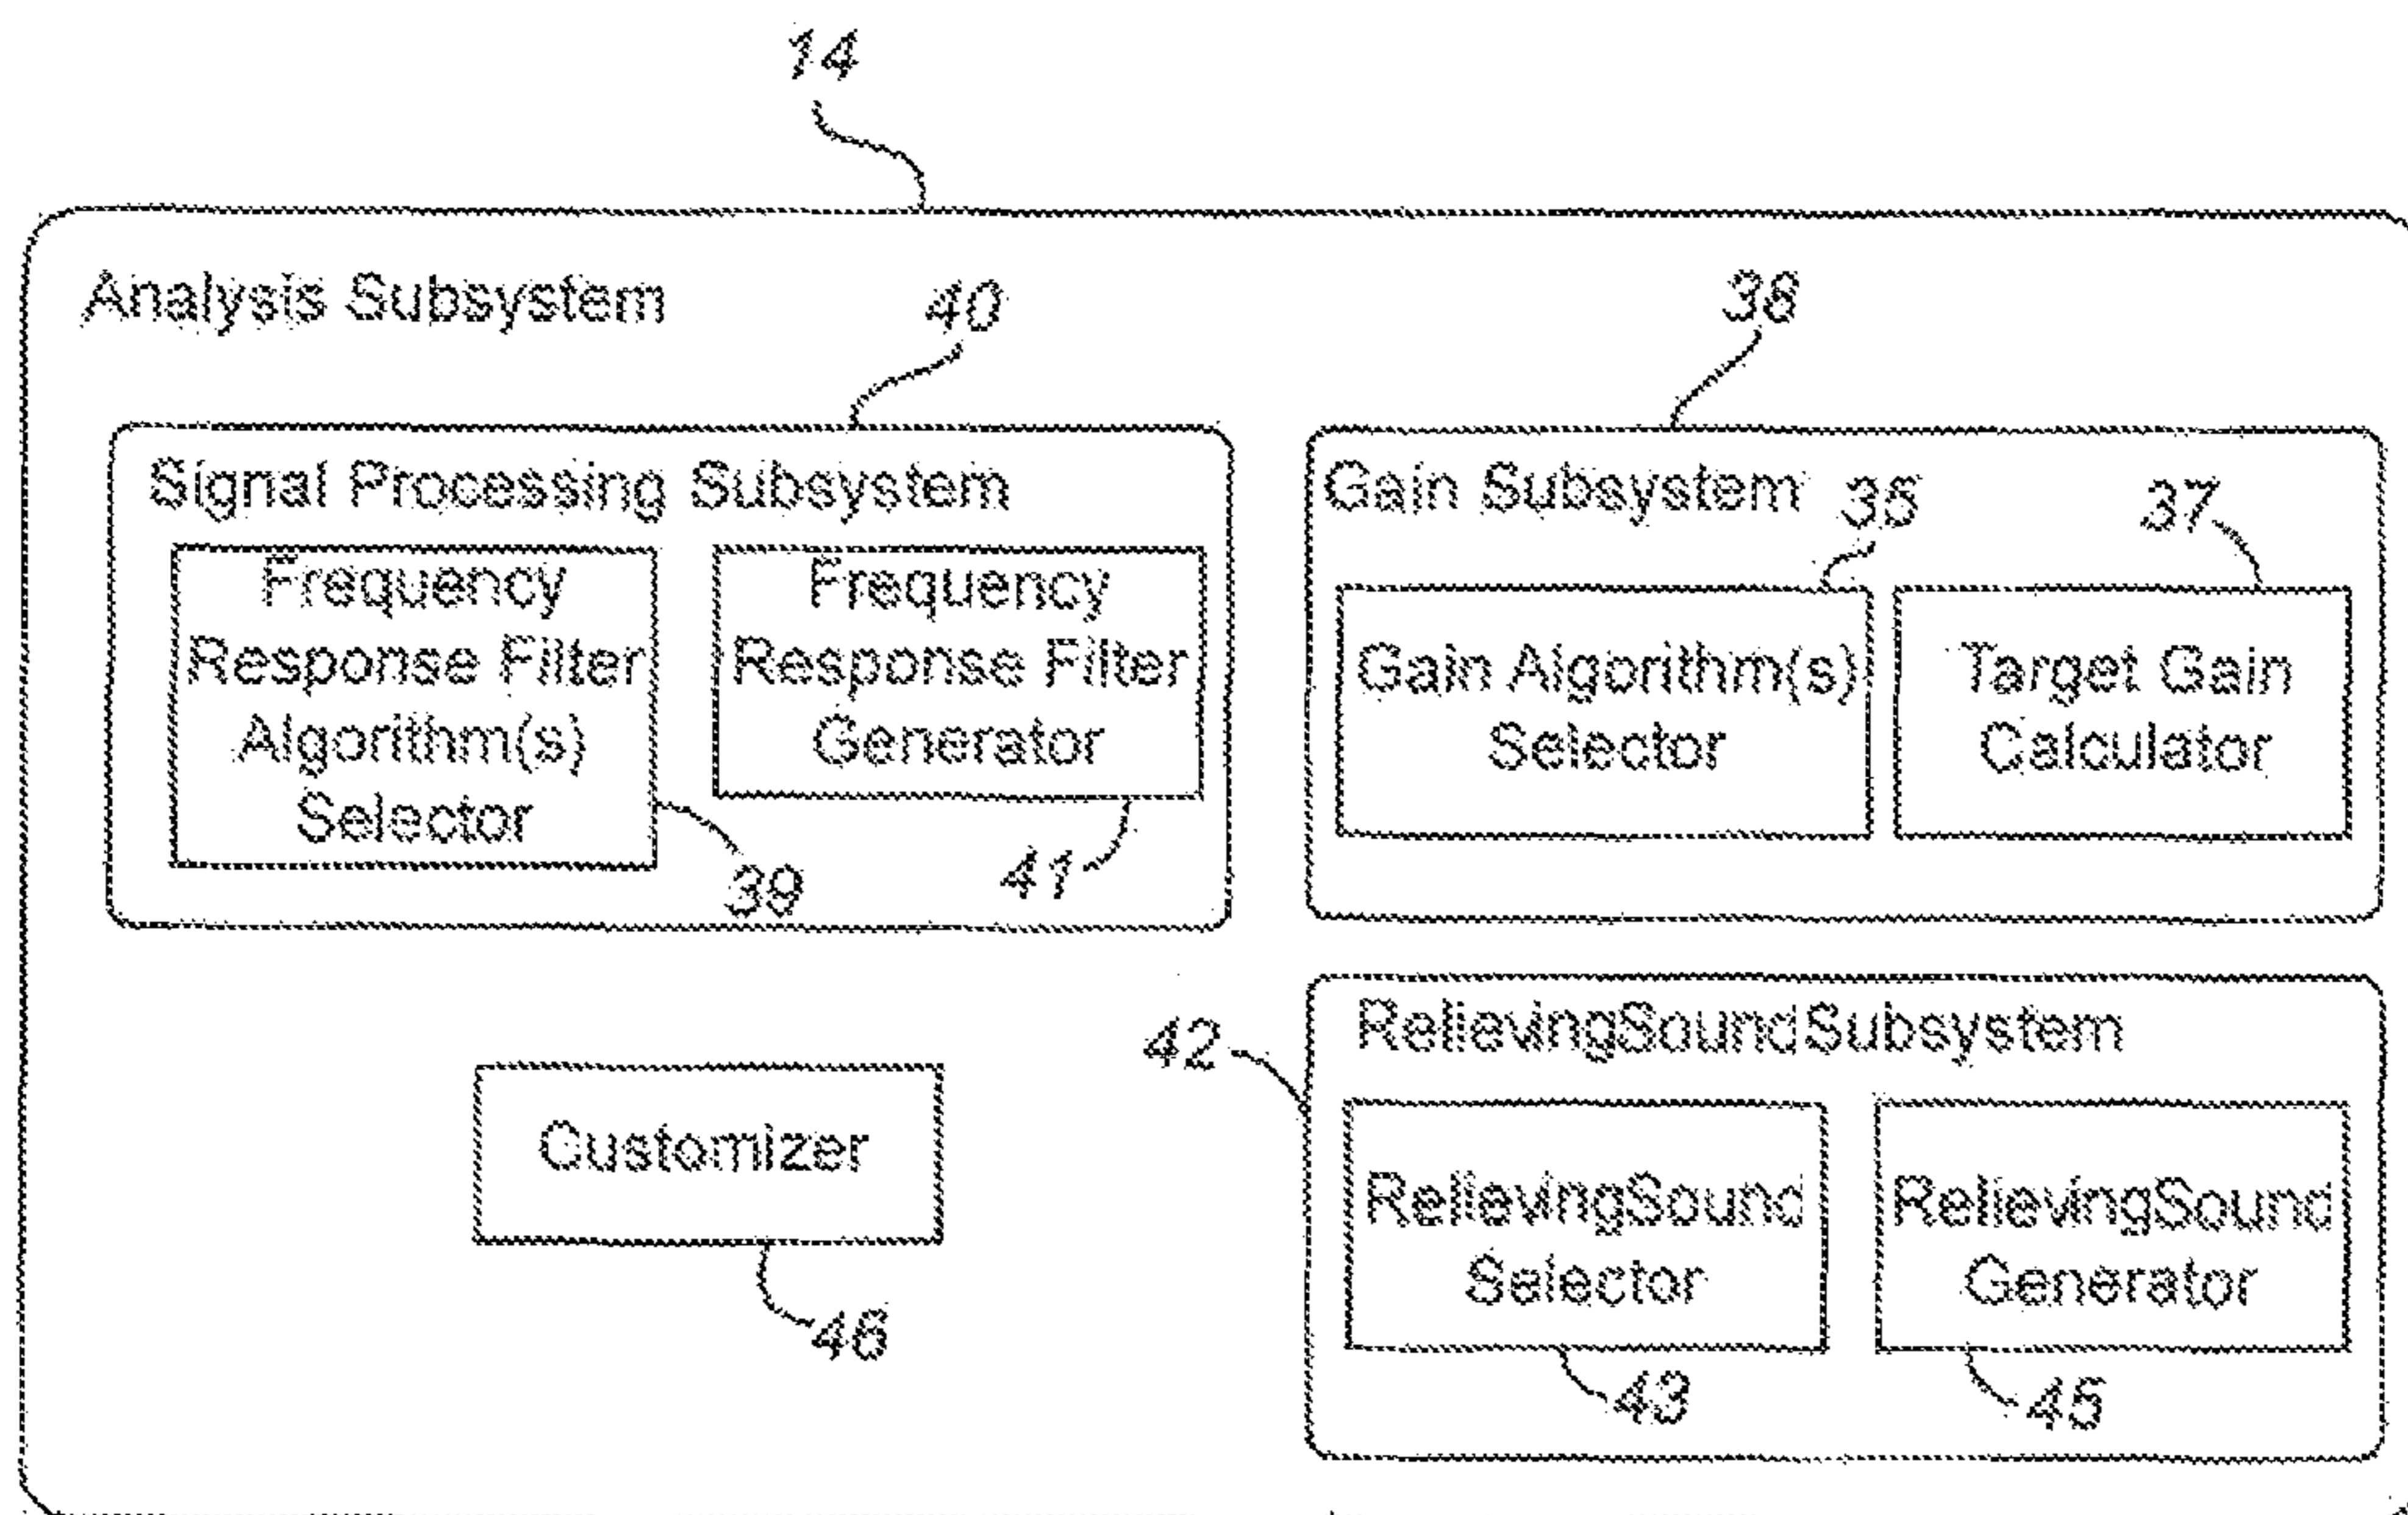 14
Analysis Subsystem
40
38
Signal Processing Subsystem
Frequency
Response Filter
Algorithm(s)
Selector
39
Frequency
Response Filter
Generator
41
Gain Subsystem
35
37
Gain Algorithm(s)
Selector
Target Gain
Calculator
42
RelievingSoundSubsystem
RelievingSound
Selector
43
RelievingSound
Generator
45
Customizer
46